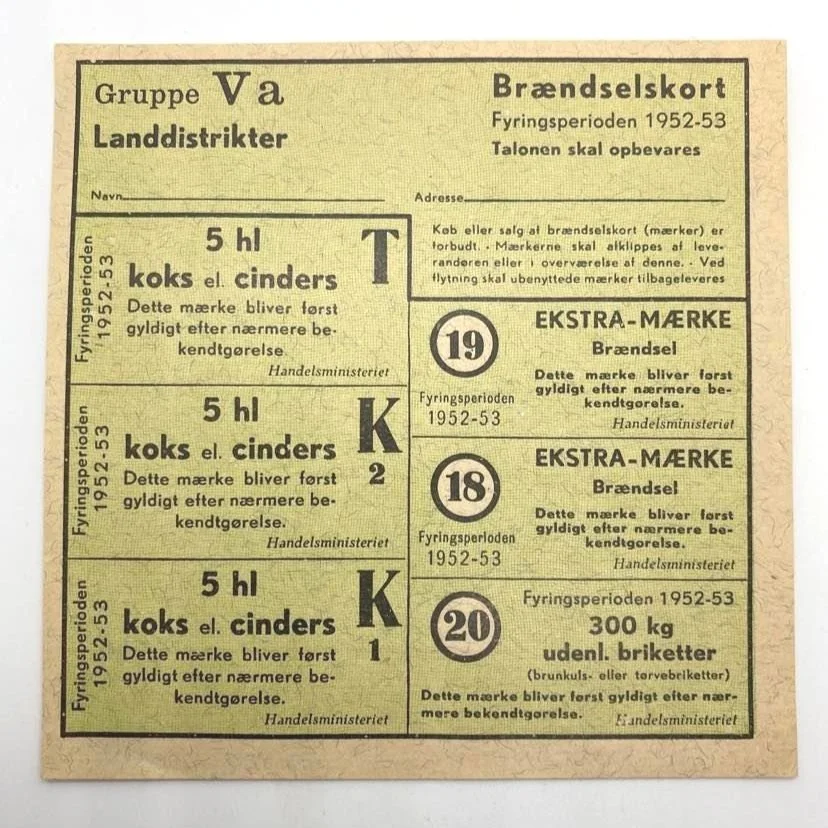 Gruppe Va
Landdistrikter
Brændselskort
Fyringsperioden 1952-53
Talonen skal opbevares
Navn
Adresse
Køb eller salg af brændselskort (mærker) er
forbudt. - Mærkerne skal afklippes af leve-
randøren eller i overværelse af denne. - Ved
flytning skal ubenyttede mærker tilbageleveres
Fyringsperioden
1952-53
5 hl
koks el. cinders
T
Dette mærke bliver først
gyldigt efter nærmere be-
kendtgørelse
Handelsministeriet
Fyringsperioden
1952-53
5 hl
koks el. cinders
K
2
Dette mærke bliver først
gyldigt efter nærmere be-
kendtgørelse.
Handelsministeriet
Fyringsperioden
1952-53
5 hl
koks el. cinders
K
1
Dette mærke bliver først
gyldigt efter nærmere be-
kendtgørelse.
Handelsministeriet
19
Fyringsperioden
1952-53
EKSTRA-MÆRKE
Brændsel
Dette mærke bliver først
gyldigt efter nærmere be-
kendtgørelse.
Handelsministeriet
18
Fyringsperioden
1952-53
EKSTRA-MÆRKE
Brændsel
Dette mærke bliver først
gyldigt efter nærmere be-
kendtgørelse.
Handelsministeriet
20
Fyringsperioden 1952-53
300 kg
udenl. briketter
(brunkuls- eller tørvebriketter)
Dette mærke bliver først gyldigt efter nær-
mere bekendtgørelse.
Handelsministeriet